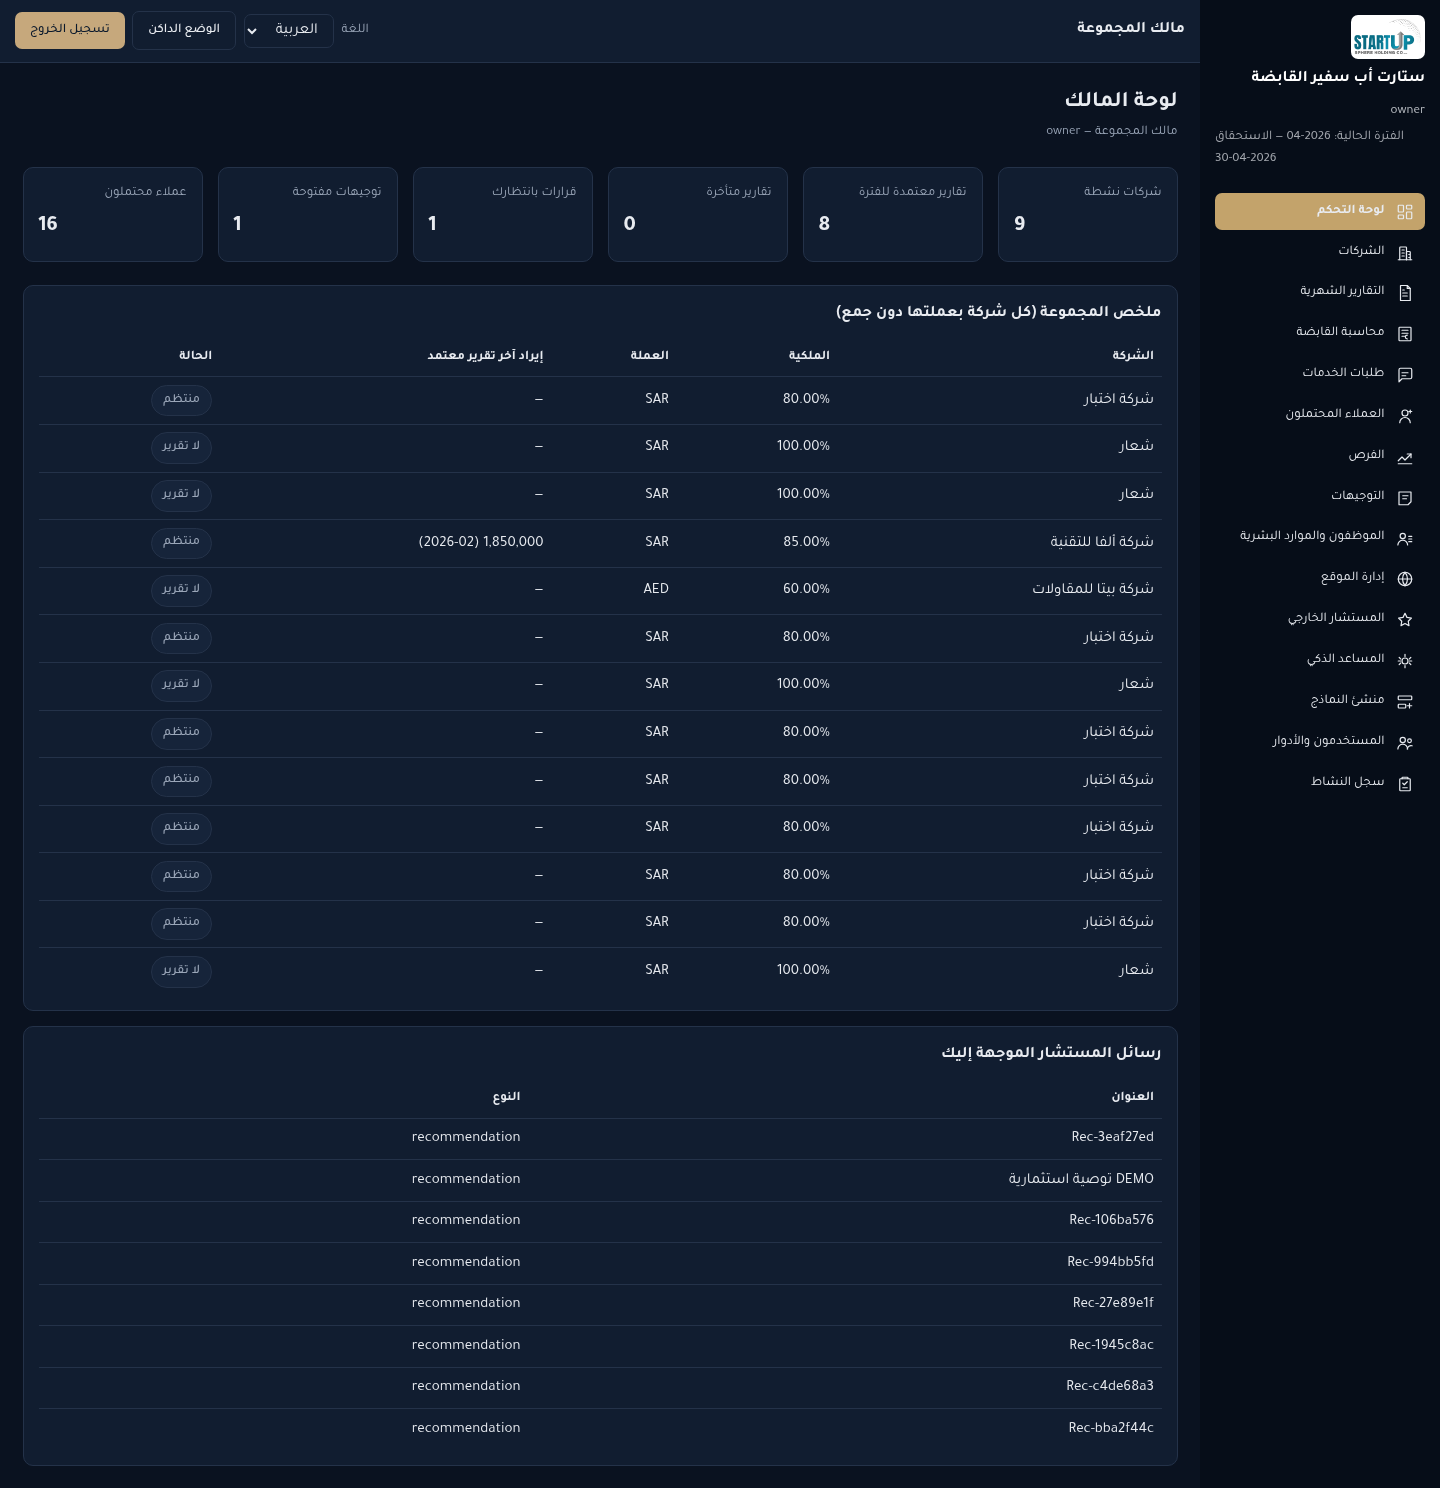 STARTUP
SPHERE HOLDING CO...
ستارت أب سفير القابضة
owner
الفترة الحالية: 2026-04 — الاستحقاق
30-04-2026
لوحة التحكم
الشركات
التقارير الشهرية
محاسبة القابضة
طلبات الخدمات
العملاء المحتملون
الفرص
التوجيهات
الموظفون والموارد البشرية
إدارة الموقع
المستشار الخارجي
المساعد الذكي
منشئ النماذج
المستخدمون والأدوار
سجل النشاط
مالك المجموعة
اللغة
العربية
الوضع الداكن
تسجيل الخروج
لوحة المالك
مالك المجموعة — owner
شركات نشطة
9
تقارير معتمدة للفترة
8
تقارير متأخرة
0
قرارات بانتظارك
1
توجيهات مفتوحة
1
عملاء محتملون
16
ملخص المجموعة (كل شركة بعملتها دون جمع)
الشركة الملكية العملة إيراد آخر تقرير معتمد الحالة
شركة اختبار 80.00% SAR — منتظم
شعار 100.00% SAR — لا تقرير
شعار 100.00% SAR — لا تقرير
شركة ألفا للتقنية 85.00% SAR 1,850,000 (2026-02) منتظم
شركة بيتا للمقاولات 60.00% AED — لا تقرير
شركة اختبار 80.00% SAR — منتظم
شعار 100.00% SAR — لا تقرير
شركة اختبار 80.00% SAR — منتظم
شركة اختبار 80.00% SAR — منتظم
شركة اختبار 80.00% SAR — منتظم
شركة اختبار 80.00% SAR — منتظم
شركة اختبار 80.00% SAR — منتظم
شعار 100.00% SAR — لا تقرير
رسائل المستشار الموجهة إليك
العنوان النوع
Rec-3eaf27ed recommendation
DEMO توصية استثمارية recommendation
Rec-106ba576 recommendation
Rec-994bb5fd recommendation
Rec-27e89e1f recommendation
Rec-1945c8ac recommendation
Rec-c4de68a3 recommendation
Rec-bba2f44c recommendation